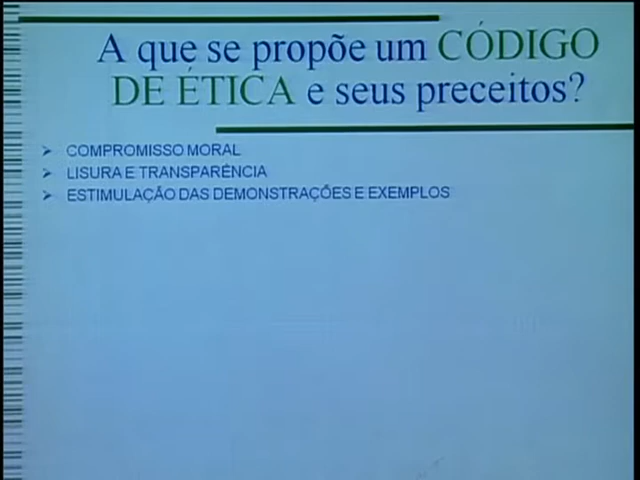 A que se propõe um CÓDIGO
DE ÉTICA e seus preceitos?
COMPROMISSO MORAL
LISURA E TRANSPARÊNCIA
ESTIMULAÇÃO DAS DEMONSTRAÇÕES E EXEMPLOS